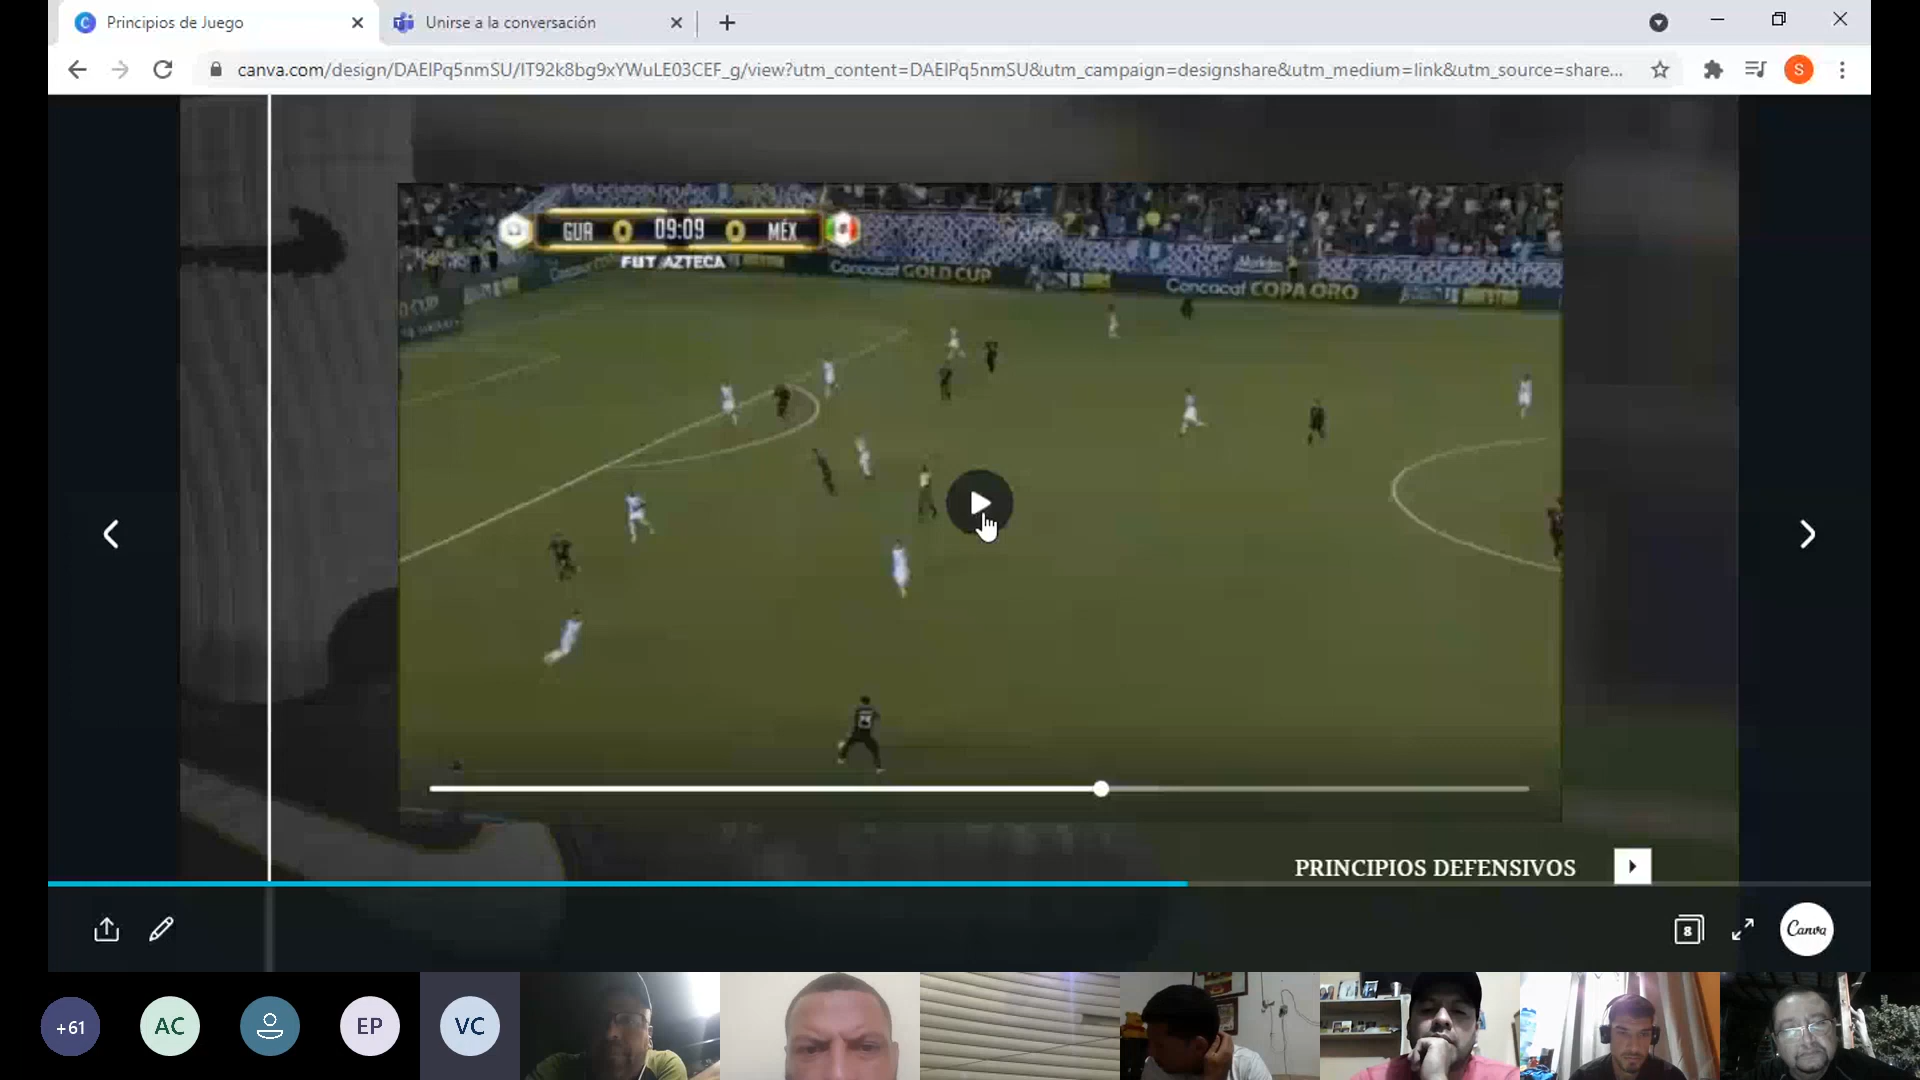 Principios de Juego
Unirse a la conversación
canva.com/design/DAElPq5nmSU/IT92k8bg9xYWuLE03CEF_g/view?utm_content=DAElPq5nmSU&utm_campaign=designshare&utm_medium=link&utm_source=share...
S
GUA 0 09:09 0 MÉX
FUT AZTECA
Concacaf GOLD CUP
Concacaf COPA ORO
PRINCIPIOS DEFENSIVOS
8
Canva
+61
AC
EP
VC